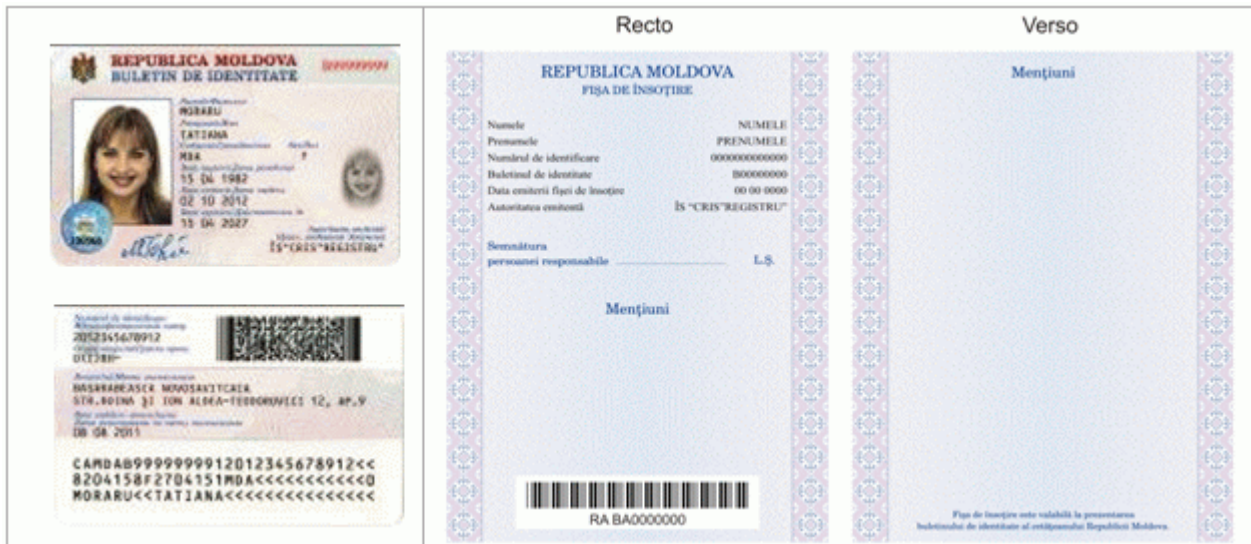 REPUBLICA MOLDOVA
BULETIN DE IDENTITATE
B99999999
MORARU
TATIANA
MDA F
15 04 1982
02 10 2012
15 04 2027
ÎS"CRIS"REGISTRU"
2012345678912
BASARABEASCA NOVOSAVITCAIA
STR.DOINA ŞI ION ALDEA-TEODOROVICI 12, AP.9
08 08 2011
CAMDAB9999999912012345678912<<
8204158F2704151MDA<<<<<<<<<<<0
MORARU<<TATIANA<<<<<<<<<<<<<<<
Recto
REPUBLICA MOLDOVA
FIŞA DE ÎNSOŢIRE
Numele NUMELE
Prenumele PRENUMELE
Numărul de identificare 0000000000000
Buletinul de identitate B00000000
Data emiterii fişei de însoţire 00 00 0000
Autoritatea emitentă ÎS "CRIS"REGISTRU"
Semnătura
persoanei responsabile L.Ş.
Menţiuni
RA BA0000000
Verso
Menţiuni
Fişa de însoţire este valabilă la prezentarea
buletinului de identitate al cetăţeanului Republicii Moldova.